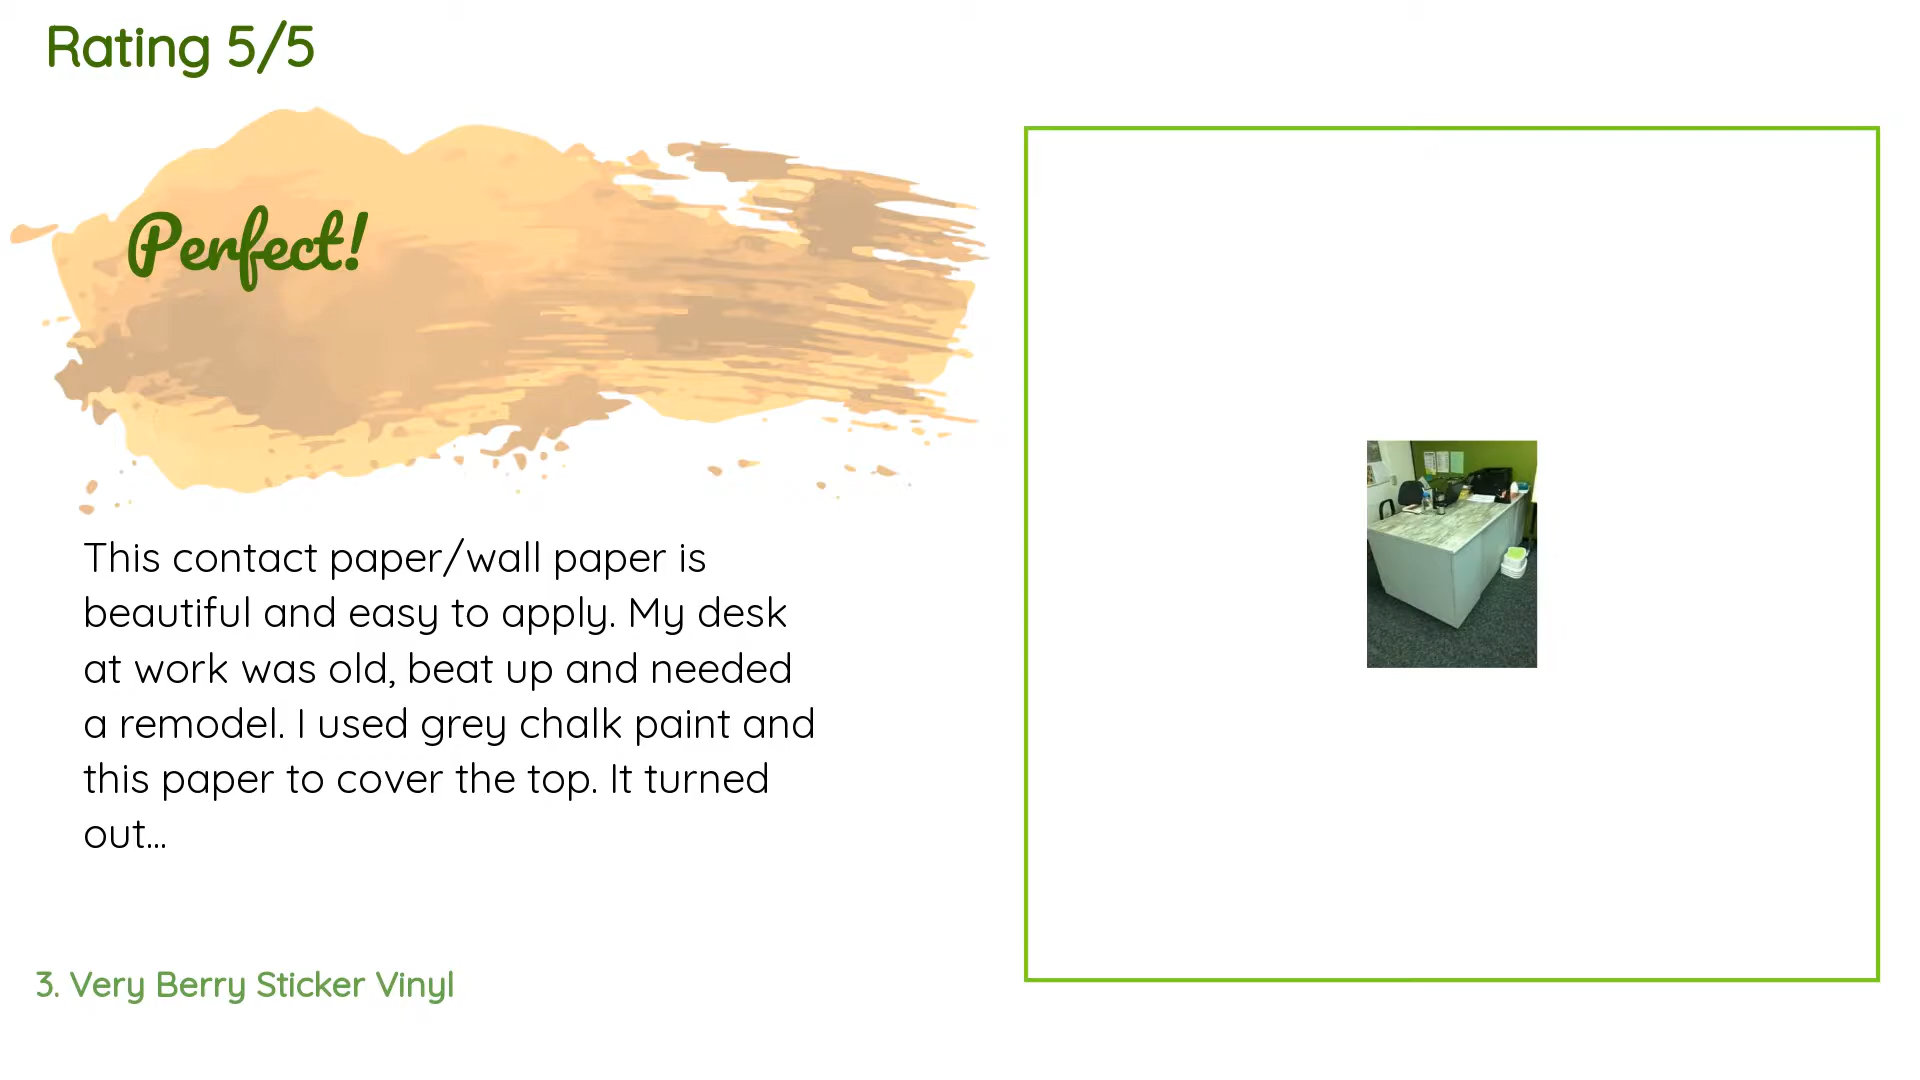 Rating 5/5
Perfect!
This contact paper/wall paper is
beautiful and easy to apply. My desk
at work was old, beat up and needed
a remodel. I used grey chalk paint and
this paper to cover the top. It turned
out...
3. Very Berry Sticker Vinyl